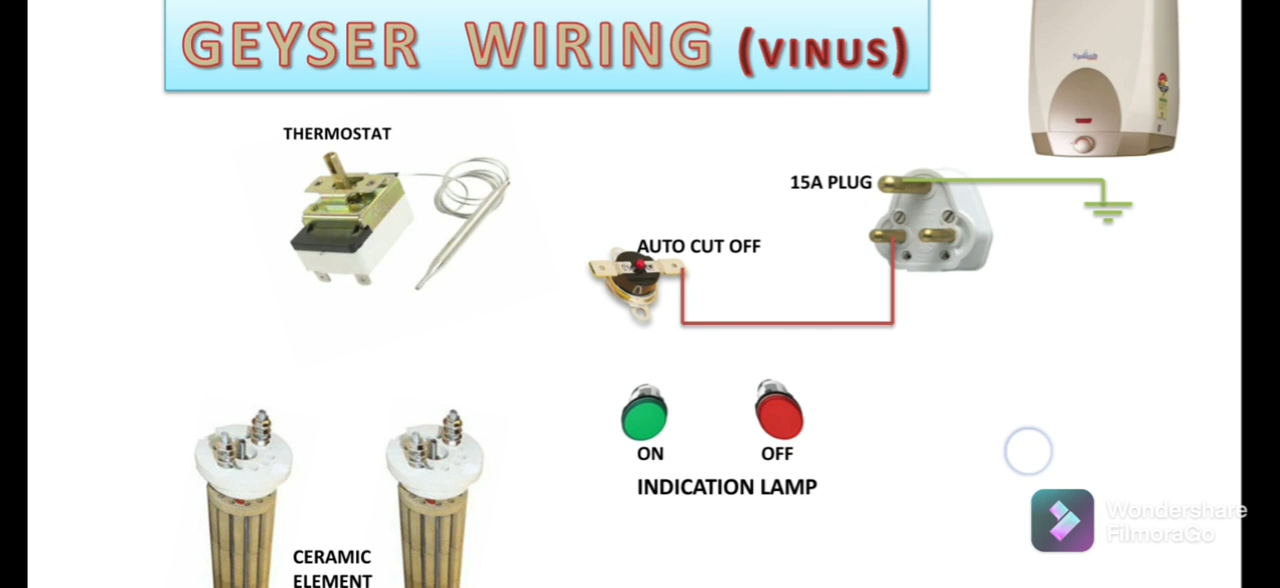 GEYSER WIRING (VINUS)
THERMOSTAT
15A PLUG
AUTO CUT OFF
ON
OFF
INDICATION LAMP
CERAMIC
ELEMENT
Wondershare
FilmoraGo